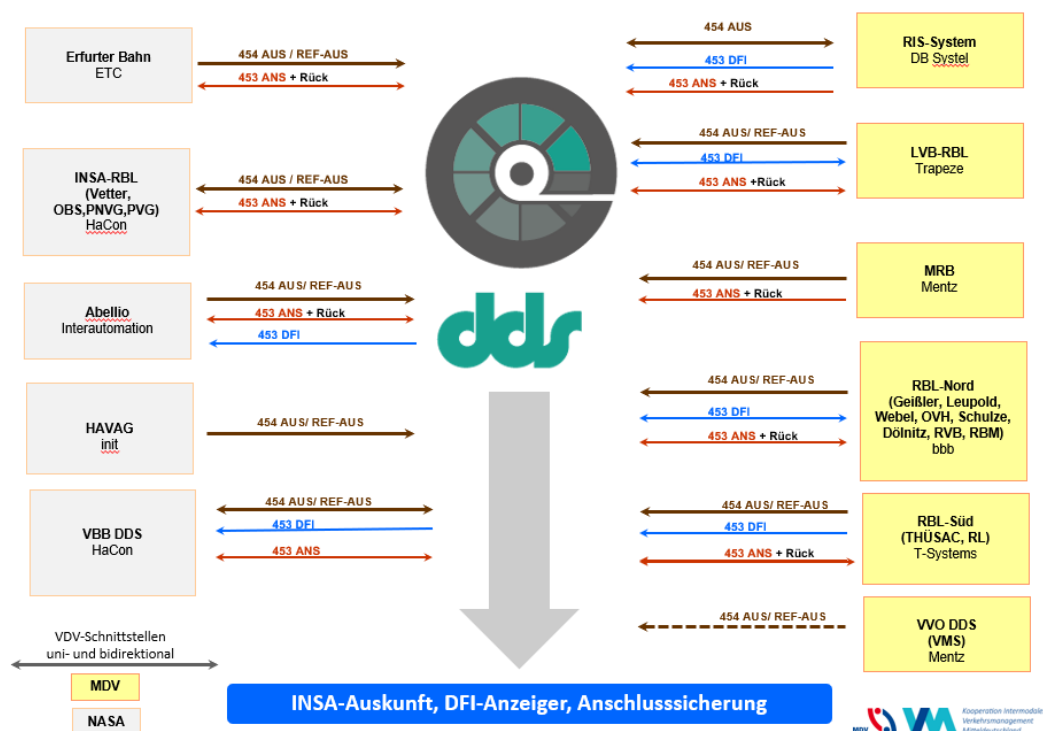 Erfurter Bahn
ETC
454 AUS / REF-AUS
453 ANS + Rück
INSA-RBL
(Vetter,
OBS,PNVG,PVG)
HaCon
454 AUS / REF-AUS
453 ANS + Rück
Abellio
Interautomation
454 AUS/ REF-AUS
453 ANS + Rück
453 DFI
HAVAG
init
454 AUS/ REF-AUS
VBB DDS
HaCon
454 AUS/ REF-AUS
453 DFI
453 ANS
dds
454 AUS
453 DFI
453 ANS + Rück
RIS-System
DB Systel
454 AUS/ REF-AUS
453 DFI
453 ANS +Rück
LVB-RBL
Trapeze
454 AUS/ REF-AUS
453 ANS + Rück
MRB
Mentz
454 AUS/ REF-AUS
453 DFI
453 ANS + Rück
RBL-Nord
(Geißler, Leupold,
Webel, OVH, Schulze,
Dölnitz, RVB, RBM)
bbb
454 AUS/ REF-AUS
453 DFI
453 ANS + Rück
RBL-Süd
(THÜSAC, RL)
T-Systems
454 AUS/ REF-AUS
VVO DDS
(VMS)
Mentz
VDV-Schnittstellen
uni- und bidirektional
MDV
NASA
INSA-Auskunft, DFI-Anzeiger, Anschlusssicherung
MDV
Kooperation Intermodales
Verkehrsmanagement
Mitteldeutschland